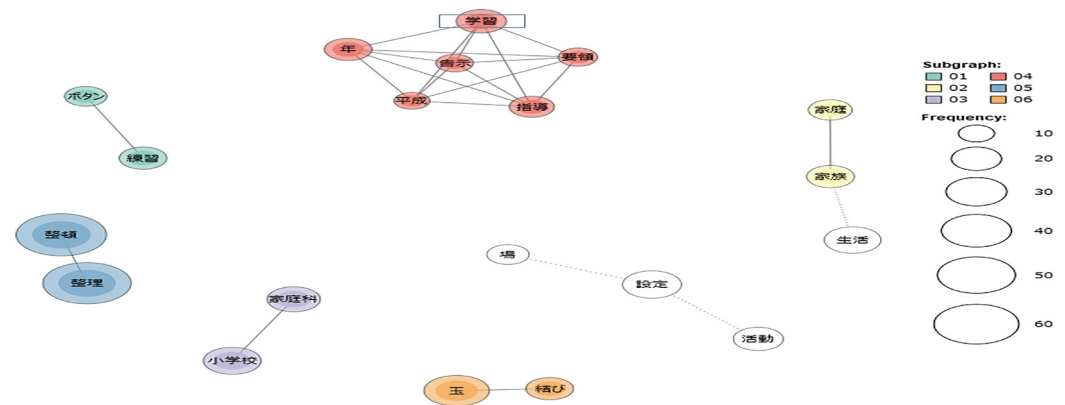 学習
年
告示
要領
平成
指導
ボタン
練習
家庭
家族
生活
整頓
整理
場
設定
活動
家庭科
小学校
玉
結び
Subgraph:
01 04
02 05
03 06
Frequency:
10
20
30
40
50
60